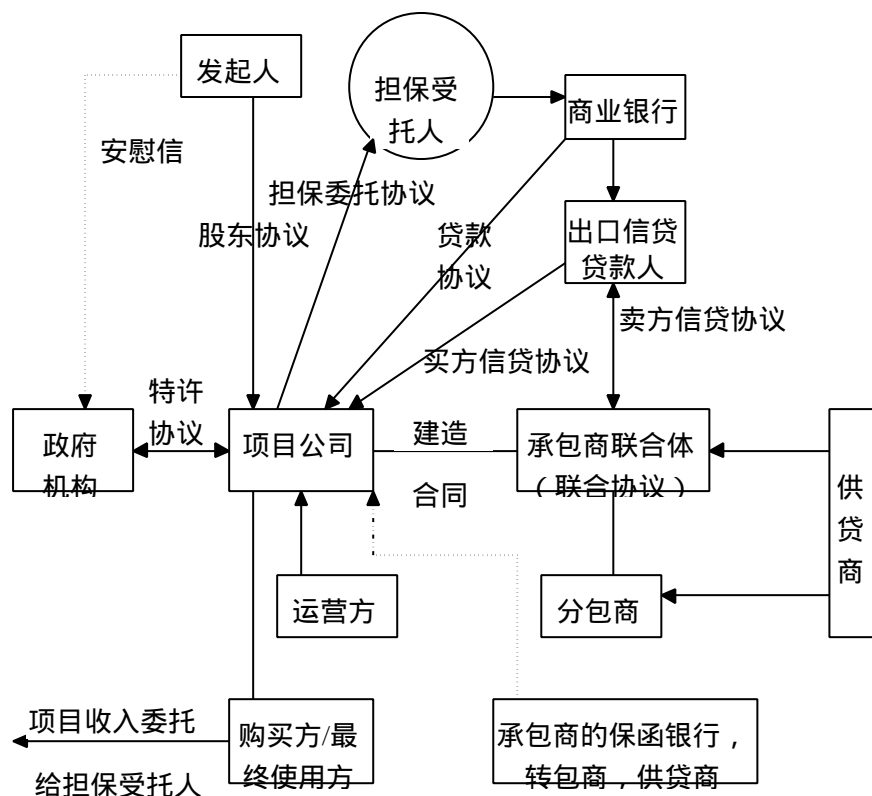 发起人
担保受
托人
商业银行
安慰信
担保委托协议
股东协议
贷款
协议
出口信贷
贷款人
卖方信贷协议
买方信贷协议
特许
协议
政府
机构
项目公司
建造
合同
承包商联合体
（联合协议）
供
贷
商
运营方
分包商
项目收入委托
给担保受托人
购买方/最
终使用方
承包商的保函银行，
转包商，供贷商